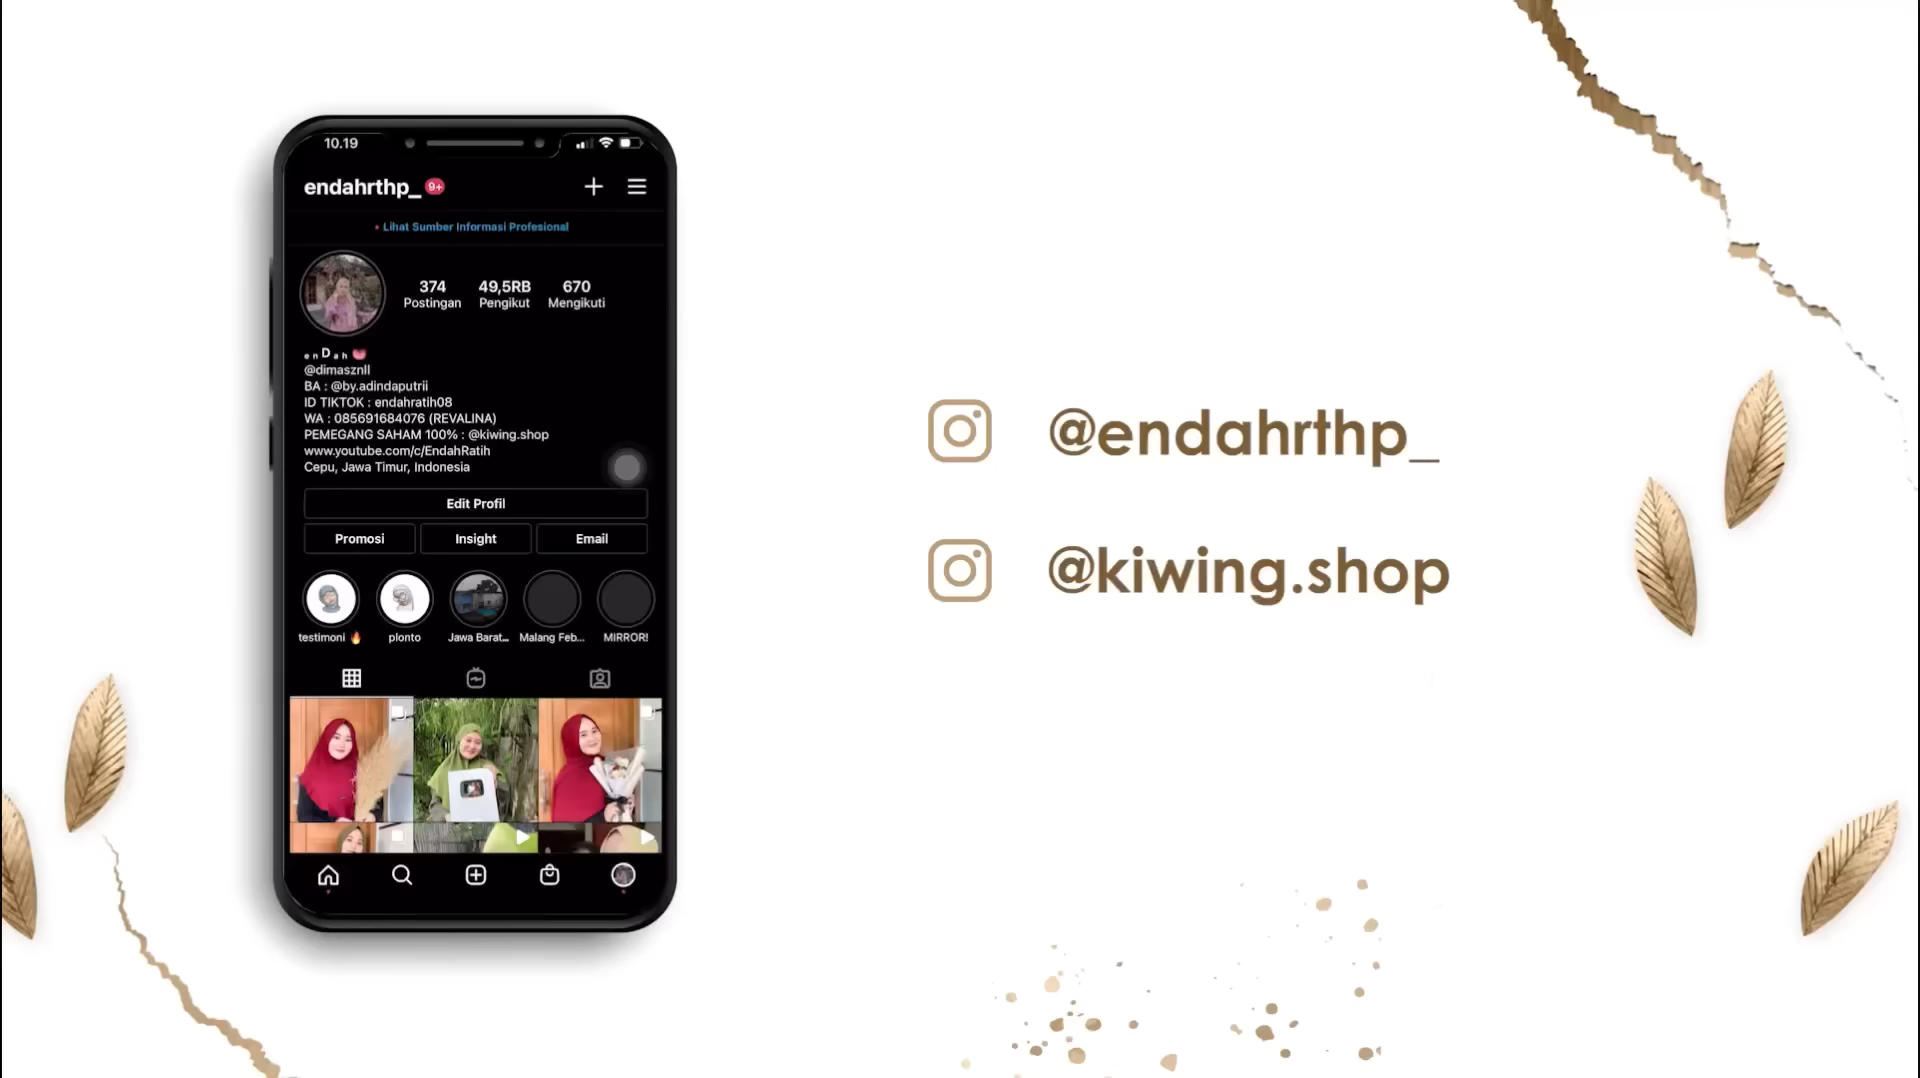 10.19
endahrthp_ 9+
Lihat Sumber Informasi Profesional
374 49,5RB 670
Postingan Pengikut Mengikuti
ₑₙDₐₕ
@dimasznll
BA : @by.adindaputrii
ID TIKTOK : endahratih08
WA : 085691684076 (REVALINA)
PEMEGANG SAHAM 100% : @kiwing.shop
www.youtube.com/c/EndahRatih
Cepu, Jawa Timur, Indonesia
Edit Profil
Promosi Insight Email
testimoni 🔥 plonto Jawa Barat... Malang Feb... MIRROR!
@endahrthp_
@kiwing.shop